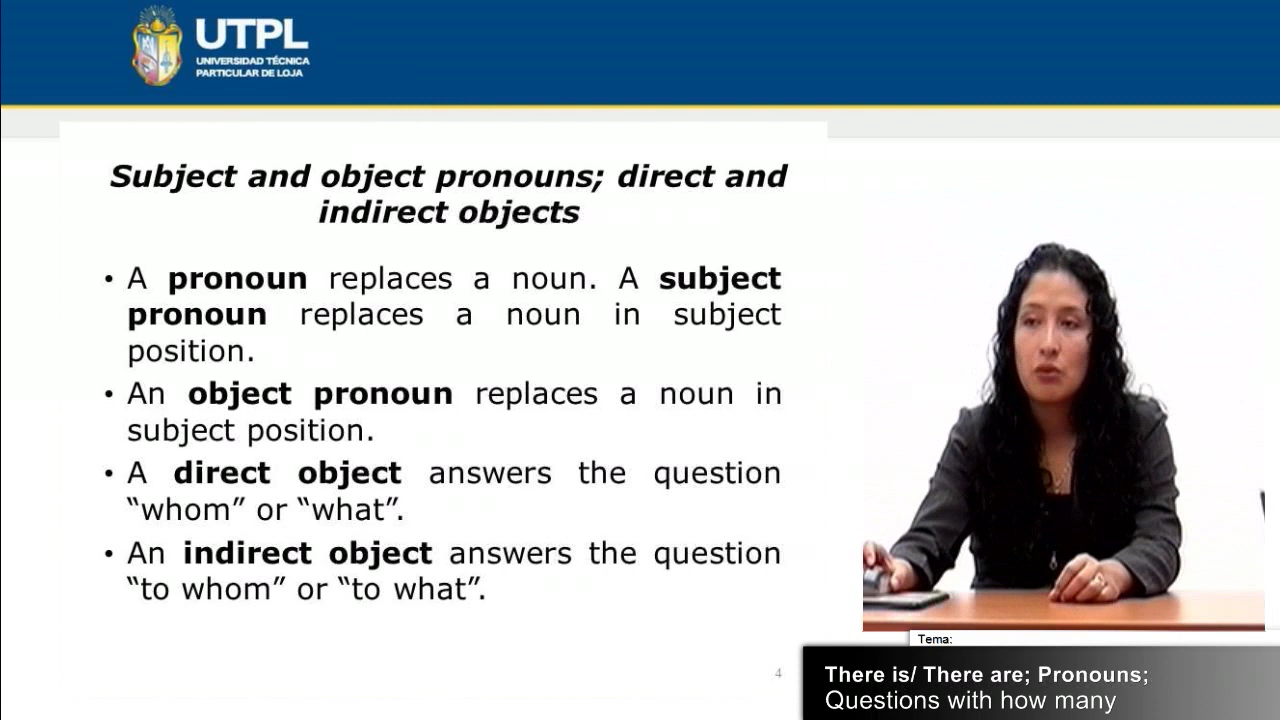 UTPL
UNIVERSIDAD TÉCNICA
PARTICULAR DE LOJA
Subject and object pronouns; direct and
indirect objects
• A pronoun replaces a noun. A subject
pronoun replaces a noun in subject
position.
• An object pronoun replaces a noun in
subject position.
• A direct object answers the question
“whom” or “what”.
• An indirect object answers the question
“to whom” or “to what”.
4
Tema:
There is/ There are; Pronouns;
Questions with how many